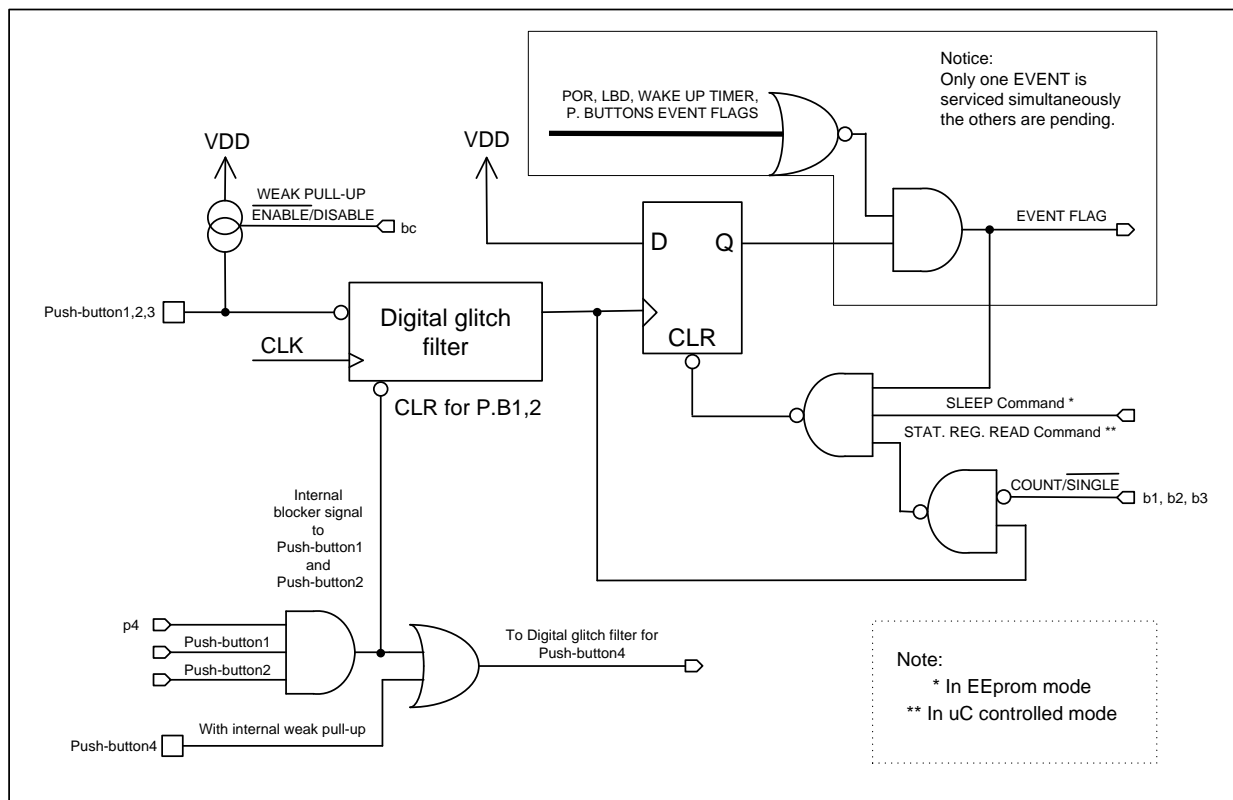 Notice:
Only one EVENT is
serviced simultaneously
the others are pending.
POR, LBD, WAKE UP TIMER,
P. BUTTONS EVENT FLAGS
VDD
VDD
WEAK PULL-UP
ENABLE/DISABLE
bc
EVENT FLAG
D
Q
CLR
Push-button1,2,3
Digital glitch
filter
CLK
CLR for P.B1,2
SLEEP Command *
STAT. REG. READ Command **
COUNT/SINGLE
b1, b2, b3
Internal
blocker signal
to
Push-button1
and
Push-button2
p4
Push-button1
Push-button2
To Digital glitch filter for
Push-button4
With internal weak pull-up
Push-button4
Note:
* In EEprom mode
** In uC controlled mode